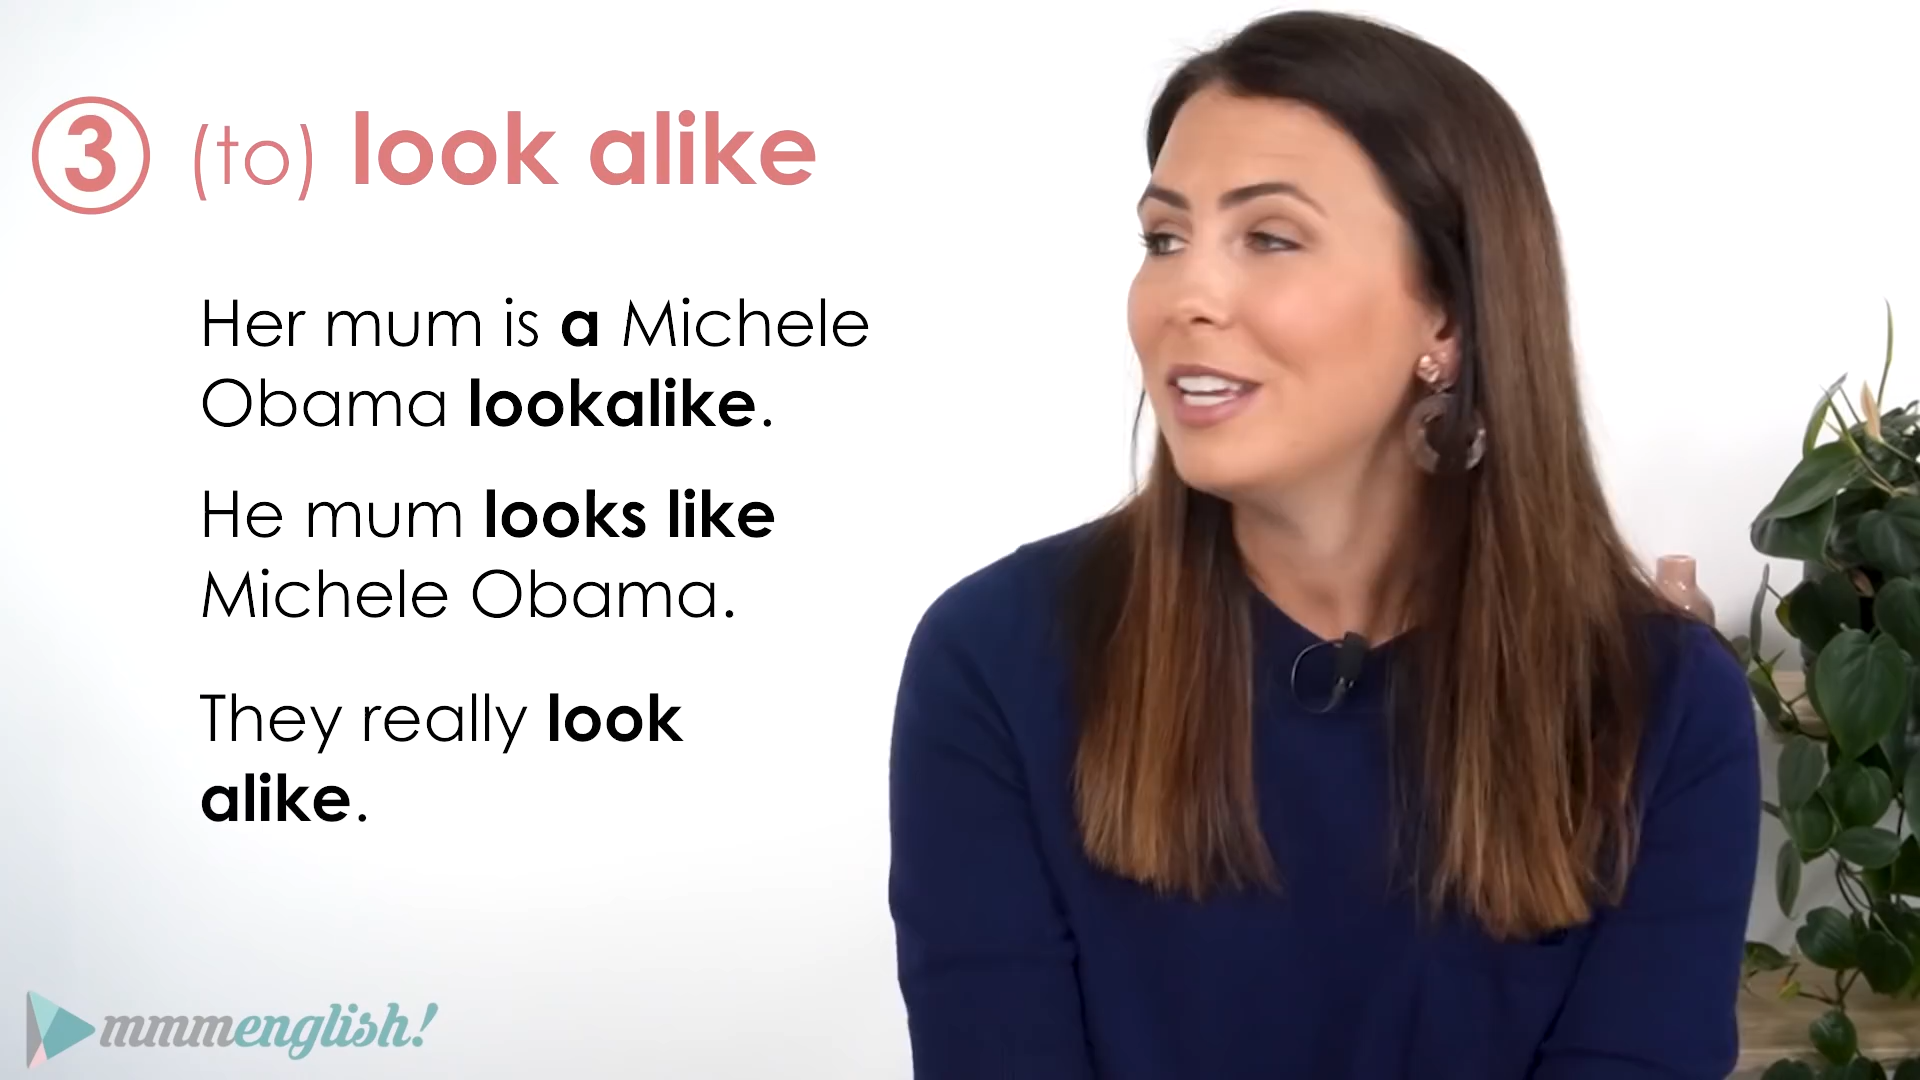 3 (to) look alike
Her mum is a Michele
Obama lookalike.
He mum looks like
Michele Obama.
They really look
alike.
mmmenglish!